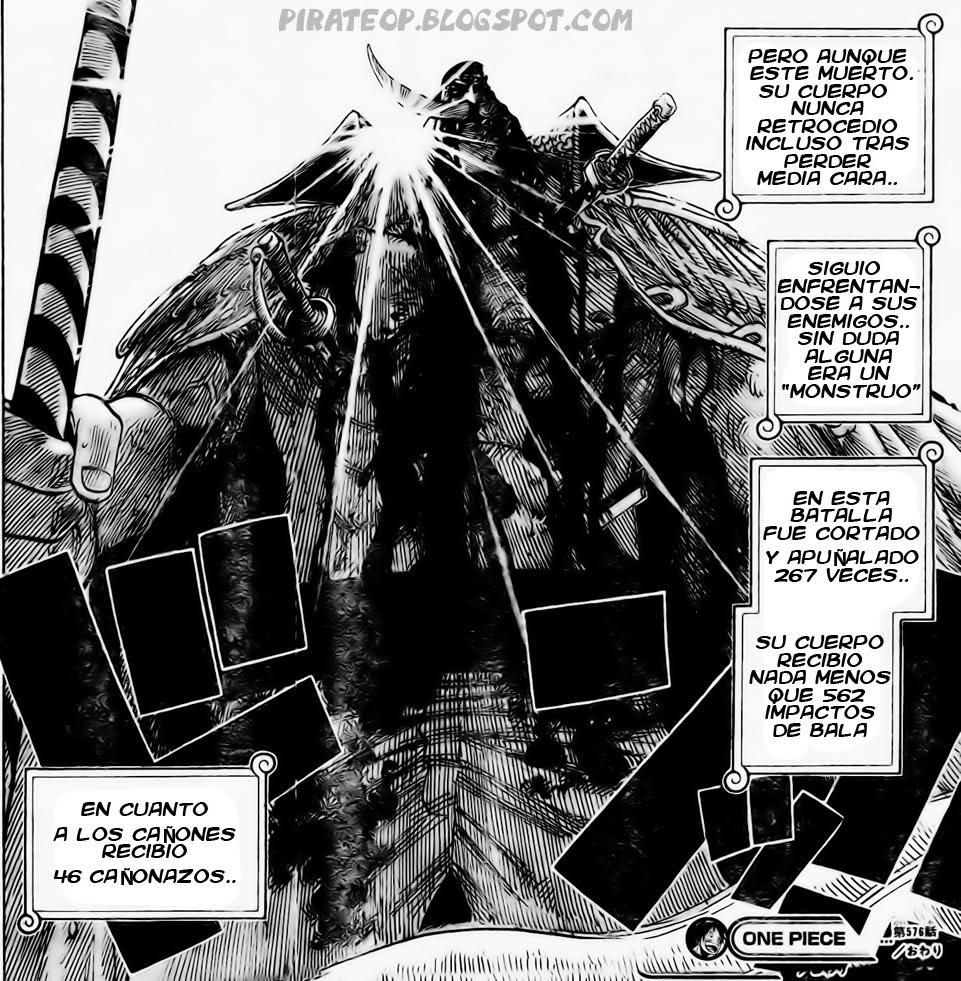 PIRATEOP.BLOGSPOT.COM
PERO AUNQUE
ESTE MUERTO.
SU CUERPO
NUNCA
RETROCEDIO
INCLUSO TRAS
PERDER
MEDIA CARA..
SIGUIO
ENFRENTAN-
DOSE A SUS
ENEMIGOS..
SIN DUDA
ALGUNA
ERA UN
"MONSTRUO"
EN ESTA
BATALLA
FUE CORTADO
Y APUÑALADO
267 VECES..
SU CUERPO
RECIBIO
NADA MENOS
QUE 562
IMPACTOS
DE BALA
EN CUANTO
A LOS CAÑONES
RECIBIO
46 CAÑONAZOS..
ONE PIECE
第576話
/おわり